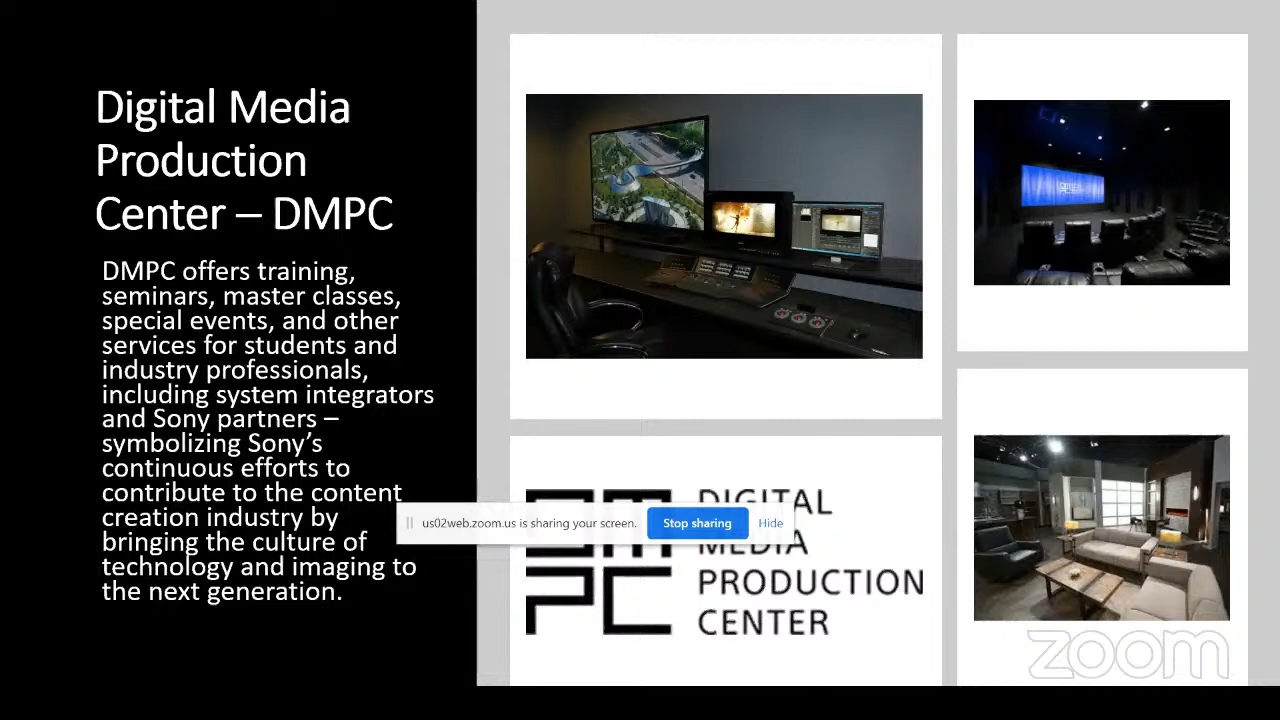 Digital Media
Production
Center – DMPC
DMPC offers training,
seminars, master classes,
special events, and other
services for students and
industry professionals,
including system integrators
and Sony partners –
symbolizing Sony's
continuous efforts to
contribute to the content
creation industry by
bringing the culture of
technology and imaging to
the next generation.
us02web.zoom.us is sharing your screen.
Stop sharing
Hide
DM
PC
DIGITAL
MEDIA
PRODUCTION
CENTER
zoom